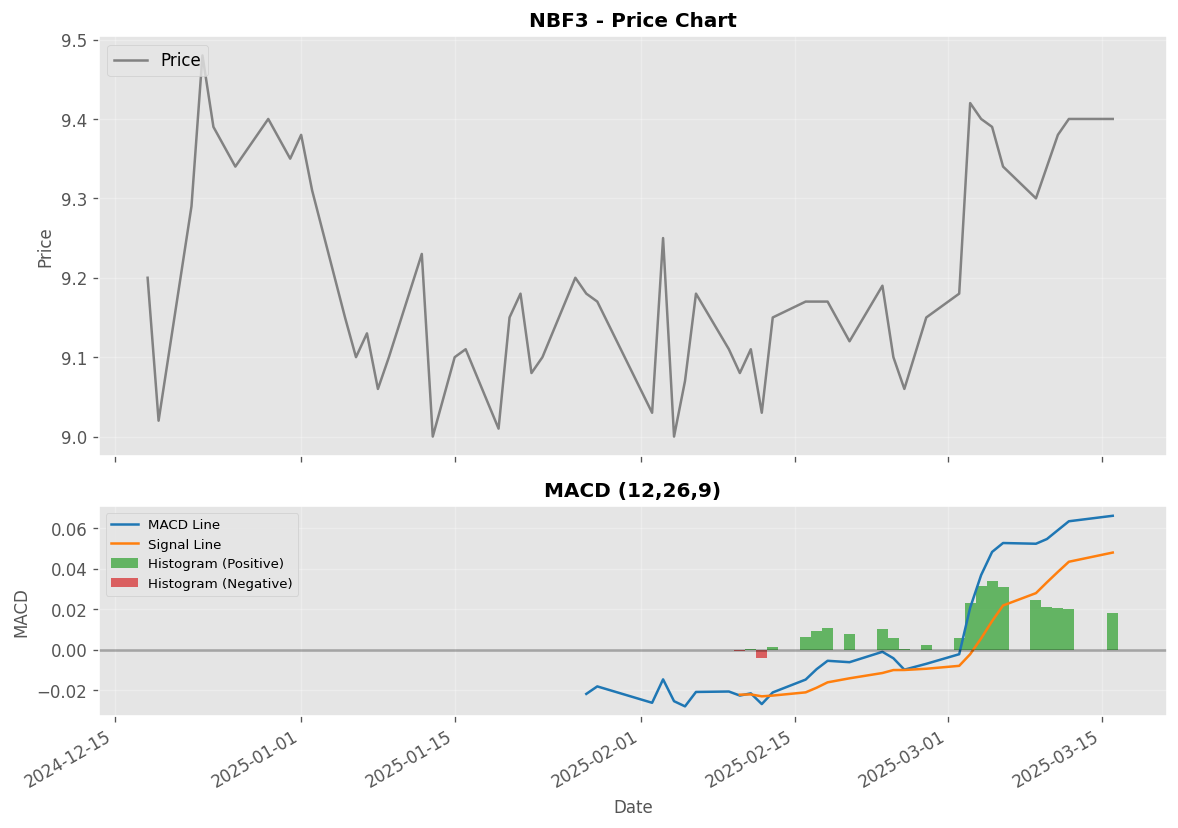 NBF3 - Price Chart
Price
9.5
9.4
9.3
9.2
9.1
9.0
Price
MACD (12,26,9)
MACD Line
Signal Line
Histogram (Positive)
Histogram (Negative)
0.06
0.04
0.02
0.00
−0.02
MACD
2024-12-15
2025-01-01
2025-01-15
2025-02-01
2025-02-15
2025-03-01
2025-03-15
Date